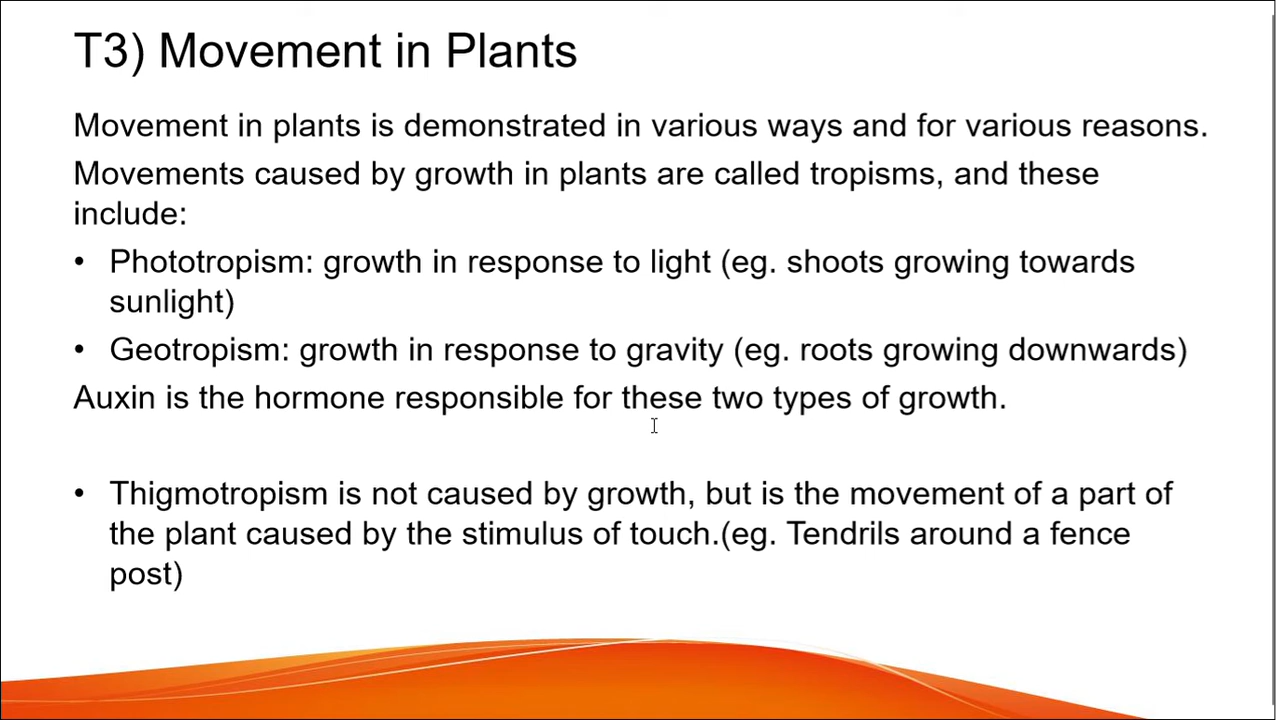 T3) Movement in Plants
Movement in plants is demonstrated in various ways and for various reasons.
Movements caused by growth in plants are called tropisms, and these
include:
• Phototropism: growth in response to light (eg. shoots growing towards
sunlight)
• Geotropism: growth in response to gravity (eg. roots growing downwards)
Auxin is the hormone responsible for these two types of growth.
• Thigmotropism is not caused by growth, but is the movement of a part of
the plant caused by the stimulus of touch.(eg. Tendrils around a fence
post)